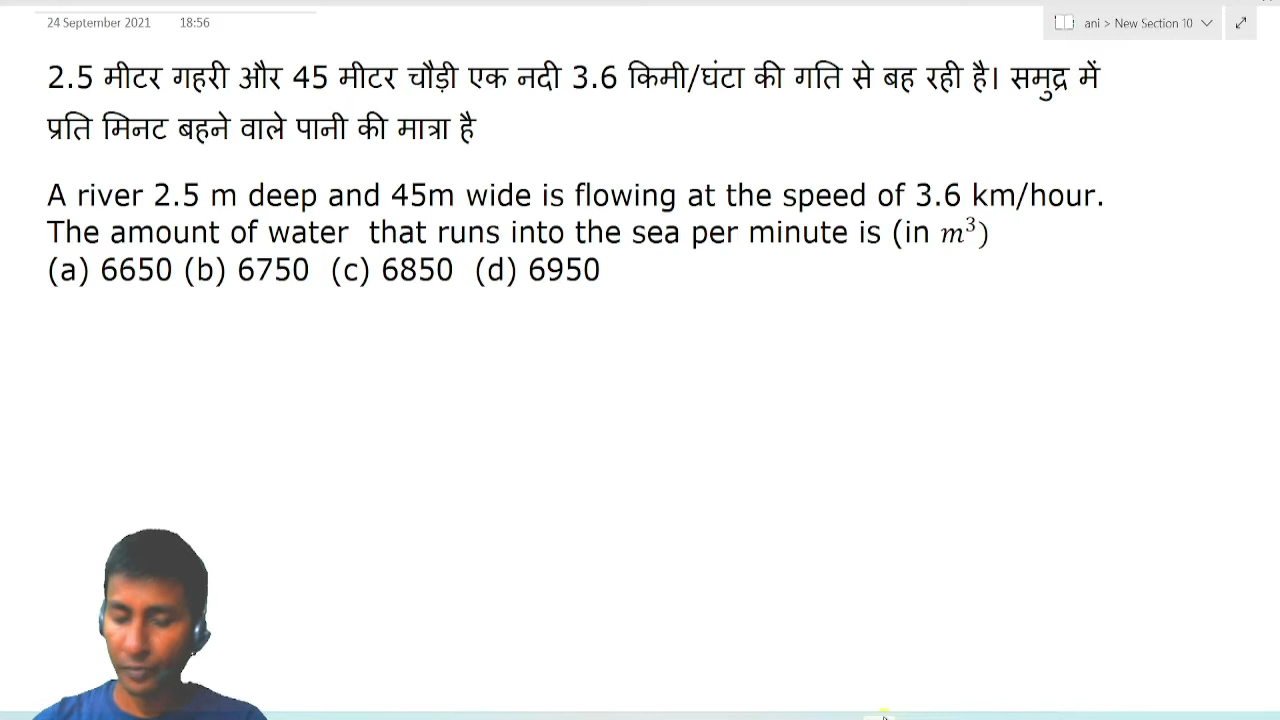 24 September 2021 18:56
ani > New Section 10
2.5 मीटर गहरी और 45 मीटर चौड़ी एक नदी 3.6 किमी/घंटा की गति से बह रही है। समुद्र में
प्रति मिनट बहने वाले पानी की मात्रा है
A river 2.5 m deep and 45m wide is flowing at the speed of 3.6 km/hour.
The amount of water that runs into the sea per minute is (in m³)
(a) 6650 (b) 6750 (c) 6850 (d) 6950